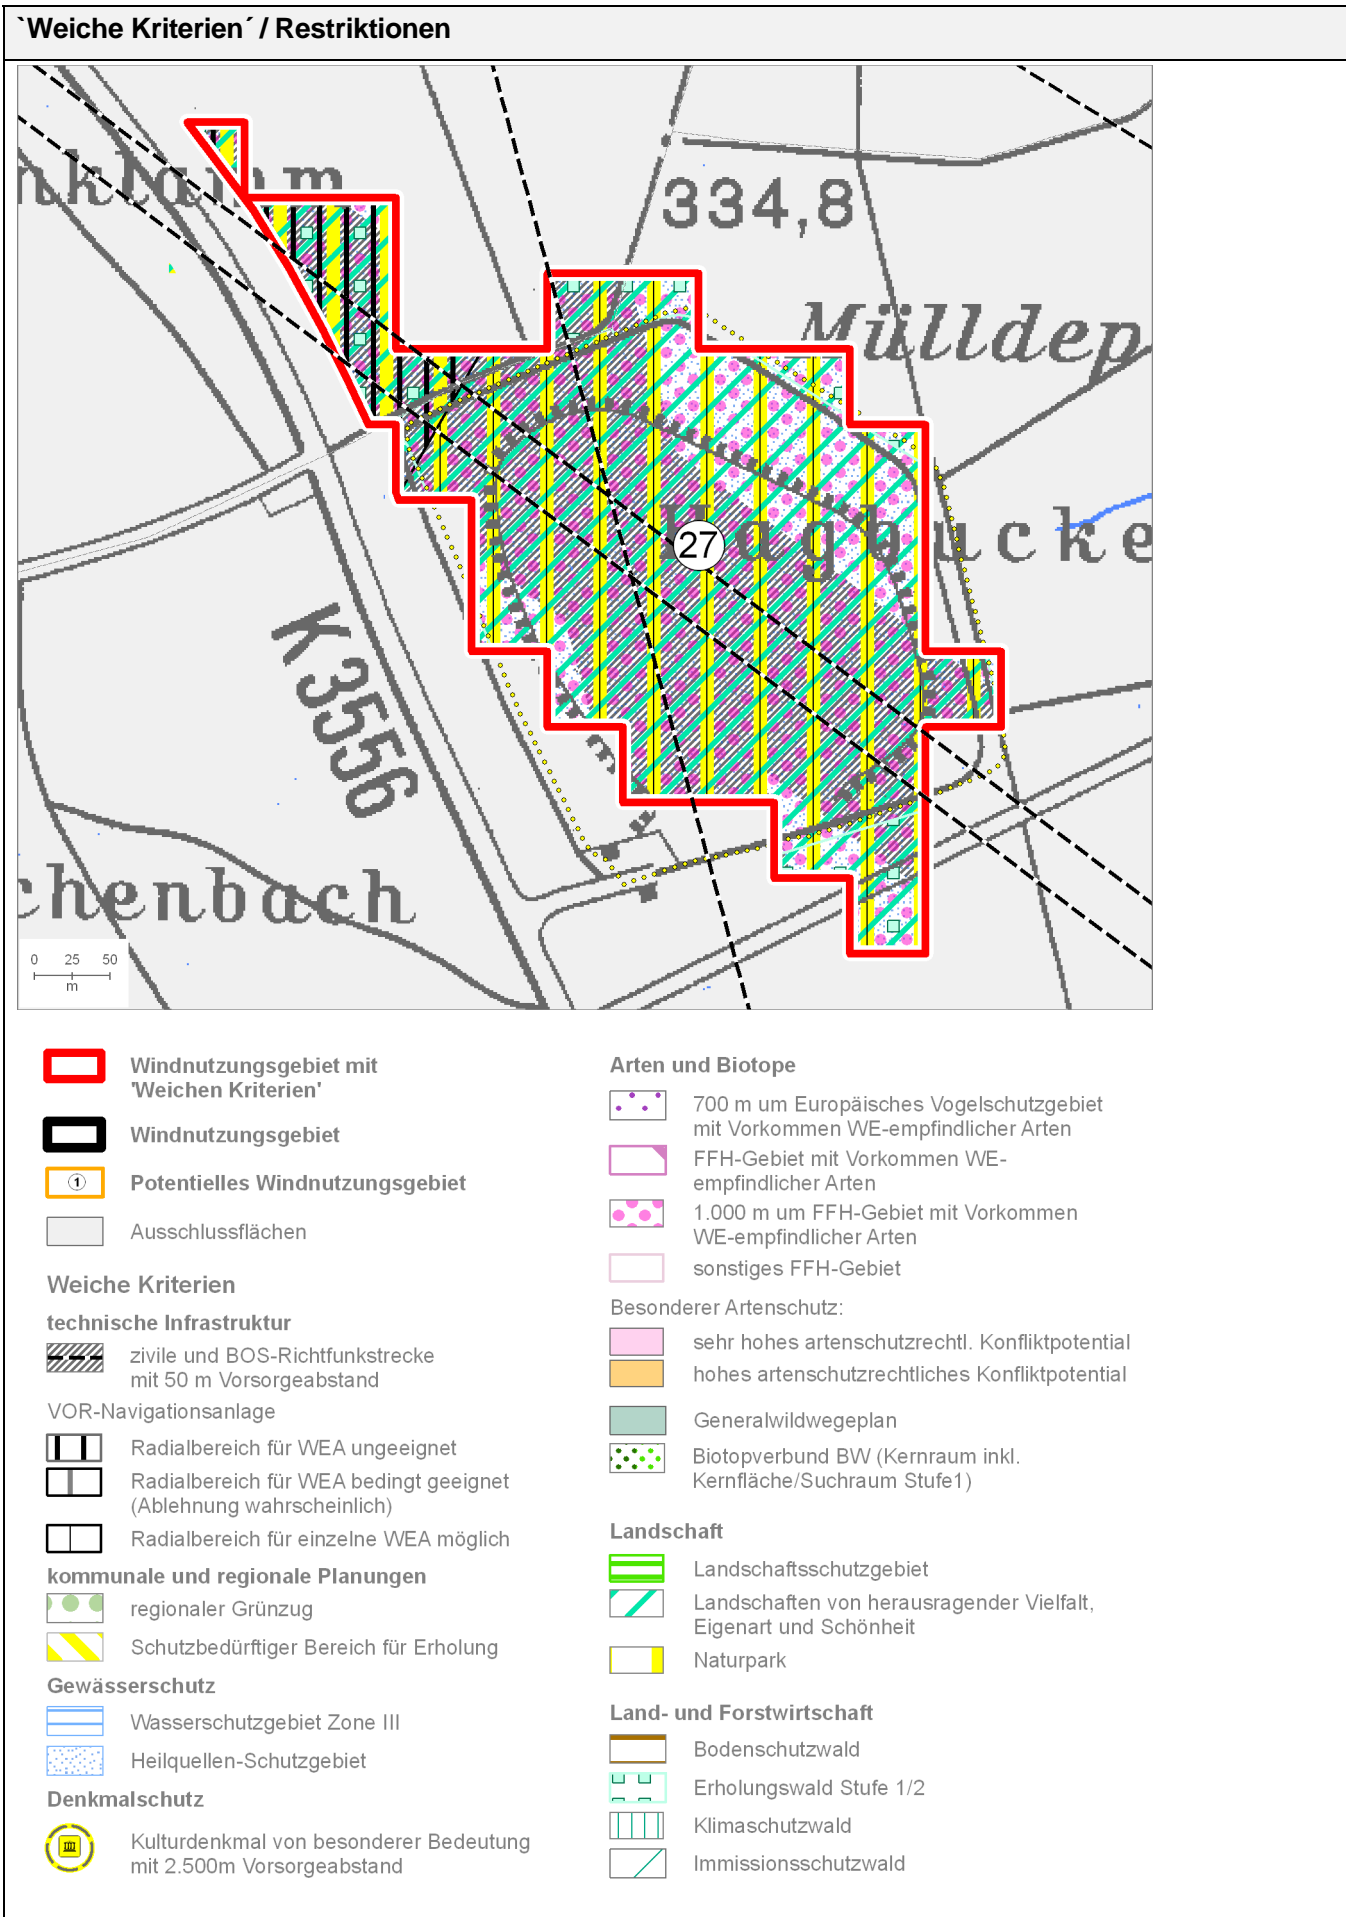 `Weiche Kriterien´ / Restriktionen
nklamm
334,8
Mülldep
Hagbucke
27
K 3556
chenbach
0 25 50
m
Windnutzungsgebiet mit
'Weichen Kriterien'
Windnutzungsgebiet
1 Potentielles Windnutzungsgebiet
Ausschlussflächen
Weiche Kriterien
technische Infrastruktur
zivile und BOS-Richtfunkstrecke
mit 50 m Vorsorgeabstand
VOR-Navigationsanlage
Radialbereich für WEA ungeeignet
Radialbereich für WEA bedingt geeignet
(Ablehnung wahrscheinlich)
Radialbereich für einzelne WEA möglich
kommunale und regionale Planungen
regionaler Grünzug
Schutzbedürftiger Bereich für Erholung
Gewässerschutz
Wasserschutzgebiet Zone III
Heilquellen-Schutzgebiet
Denkmalschutz
Kulturdenkmal von besonderer Bedeutung
mit 2.500m Vorsorgeabstand
Arten und Biotope
700 m um Europäisches Vogelschutzgebiet
mit Vorkommen WE-empfindlicher Arten
FFH-Gebiet mit Vorkommen WE-
empfindlicher Arten
1.000 m um FFH-Gebiet mit Vorkommen
WE-empfindlicher Arten
sonstiges FFH-Gebiet
Besonderer Artenschutz:
sehr hohes artenschutzrechtl. Konfliktpotential
hohes artenschutzrechtliches Konfliktpotential
Generalwildwegeplan
Biotopverbund BW (Kernraum inkl.
Kernfläche/Suchraum Stufe1)
Landschaft
Landschaftsschutzgebiet
Landschaften von herausragender Vielfalt,
Eigenart und Schönheit
Naturpark
Land- und Forstwirtschaft
Bodenschutzwald
Erholungswald Stufe 1/2
Klimaschutzwald
Immissionsschutzwald